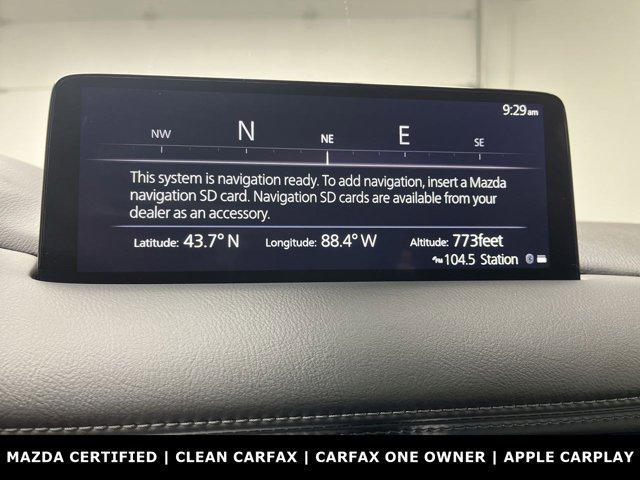 9:29am
NW N NE E SE
This system is navigation ready. To add navigation, insert a Mazda
navigation SD card. Navigation SD cards are available from your
dealer as an accessory.
Latitude: 43.7° N Longitude: 88.4° W Altitude: 773feet
104.5 Station
MAZDA CERTIFIED | CLEAN CARFAX | CARFAX ONE OWNER | APPLE CARPLAY